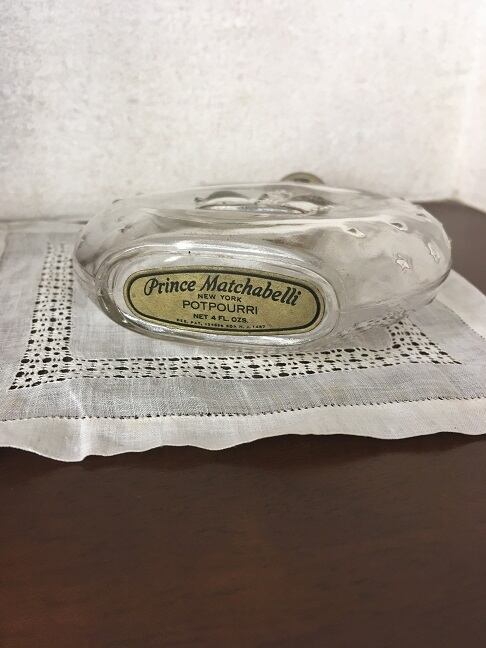 Prince Matchabelli
NEW YORK
POTPOURRI
NET 4 FL. OZS.